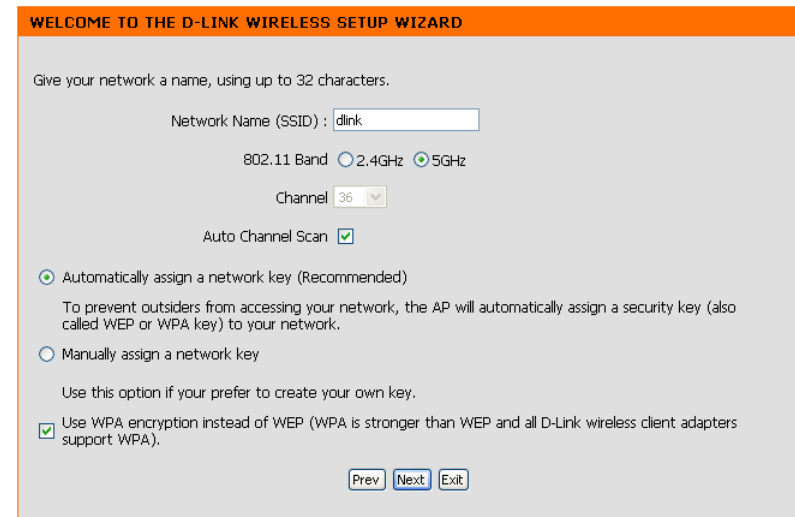 WELCOME TO THE D-LINK WIRELESS SETUP WIZARD
Give your network a name, using up to 32 characters.
Network Name (SSID) : dlink
802.11 Band 2.4GHz 5GHz
Channel 36
Auto Channel Scan
Automatically assign a network key (Recommended)
To prevent outsiders from accessing your network, the AP will automatically assign a security key (also
called WEP or WPA key) to your network.
Manually assign a network key
Use this option if your prefer to create your own key.
Use WPA encryption instead of WEP (WPA is stronger than WEP and all D-Link wireless client adapters
support WPA).
Prev Next Exit